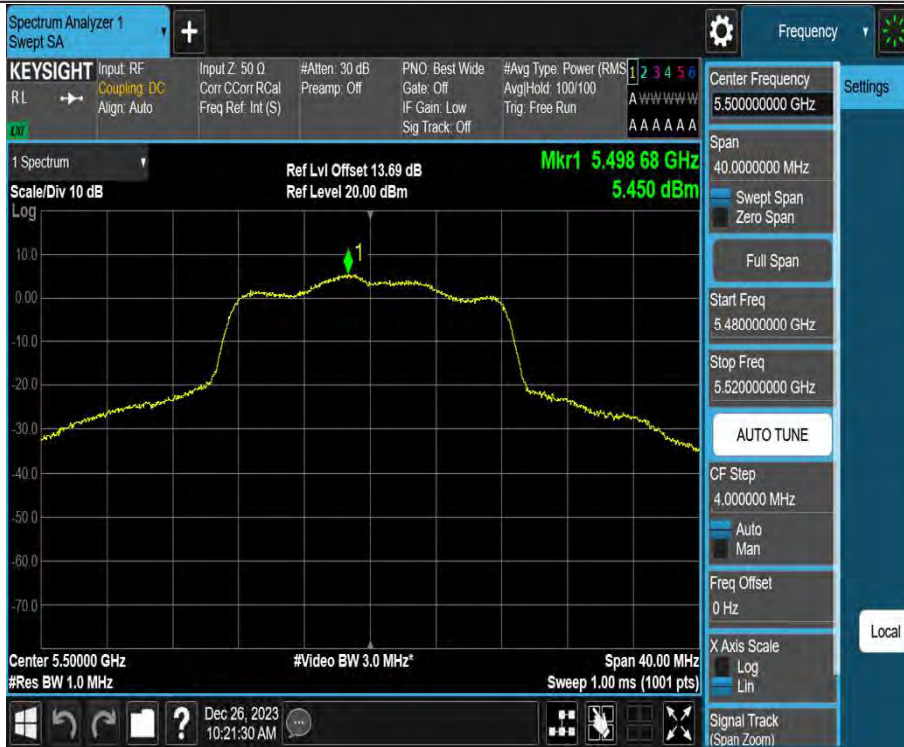 Spectrum Analyzer 1
Swept SA
+
Frequency
KEYSIGHT
RL
LXI
Input: RF
Coupling: DC
Align: Auto
Input Z: 50 Ω
Corr CCorr RCal
Freq Ref: Int (S)
#Atten: 30 dB
Preamp: Off
PNO: Best Wide
Gate: Off
IF Gain: Low
Sig Track: Off
#Avg Type: Power (RMS
Avg|Hold: 100/100
Trig: Free Run
1 2 3 4 5 6
A W W W W W
A A A A A A
1 Spectrum
Scale/Div 10 dB
Log
Ref Lvl Offset 13.69 dB
Ref Level 20.00 dBm
Mkr1 5.498 68 GHz
5.450 dBm
1
10.0
0.00
-10.0
-20.0
-30.0
-40.0
-50.0
-60.0
-70.0
Center 5.50000 GHz
#Res BW 1.0 MHz
#Video BW 3.0 MHz*
Span 40.00 MHz
Sweep 1.00 ms (1001 pts)
?
Dec 26, 2023
10:21:30 AM
Center Frequency
5.500000000 GHz
Span
40.0000000 MHz
Swept Span
Zero Span
Full Span
Start Freq
5.480000000 GHz
Stop Freq
5.520000000 GHz
AUTO TUNE
CF Step
4.000000 MHz
Auto
Man
Freq Offset
0 Hz
X Axis Scale
Log
Lin
Signal Track
(Span Zoom)
Settings
Local